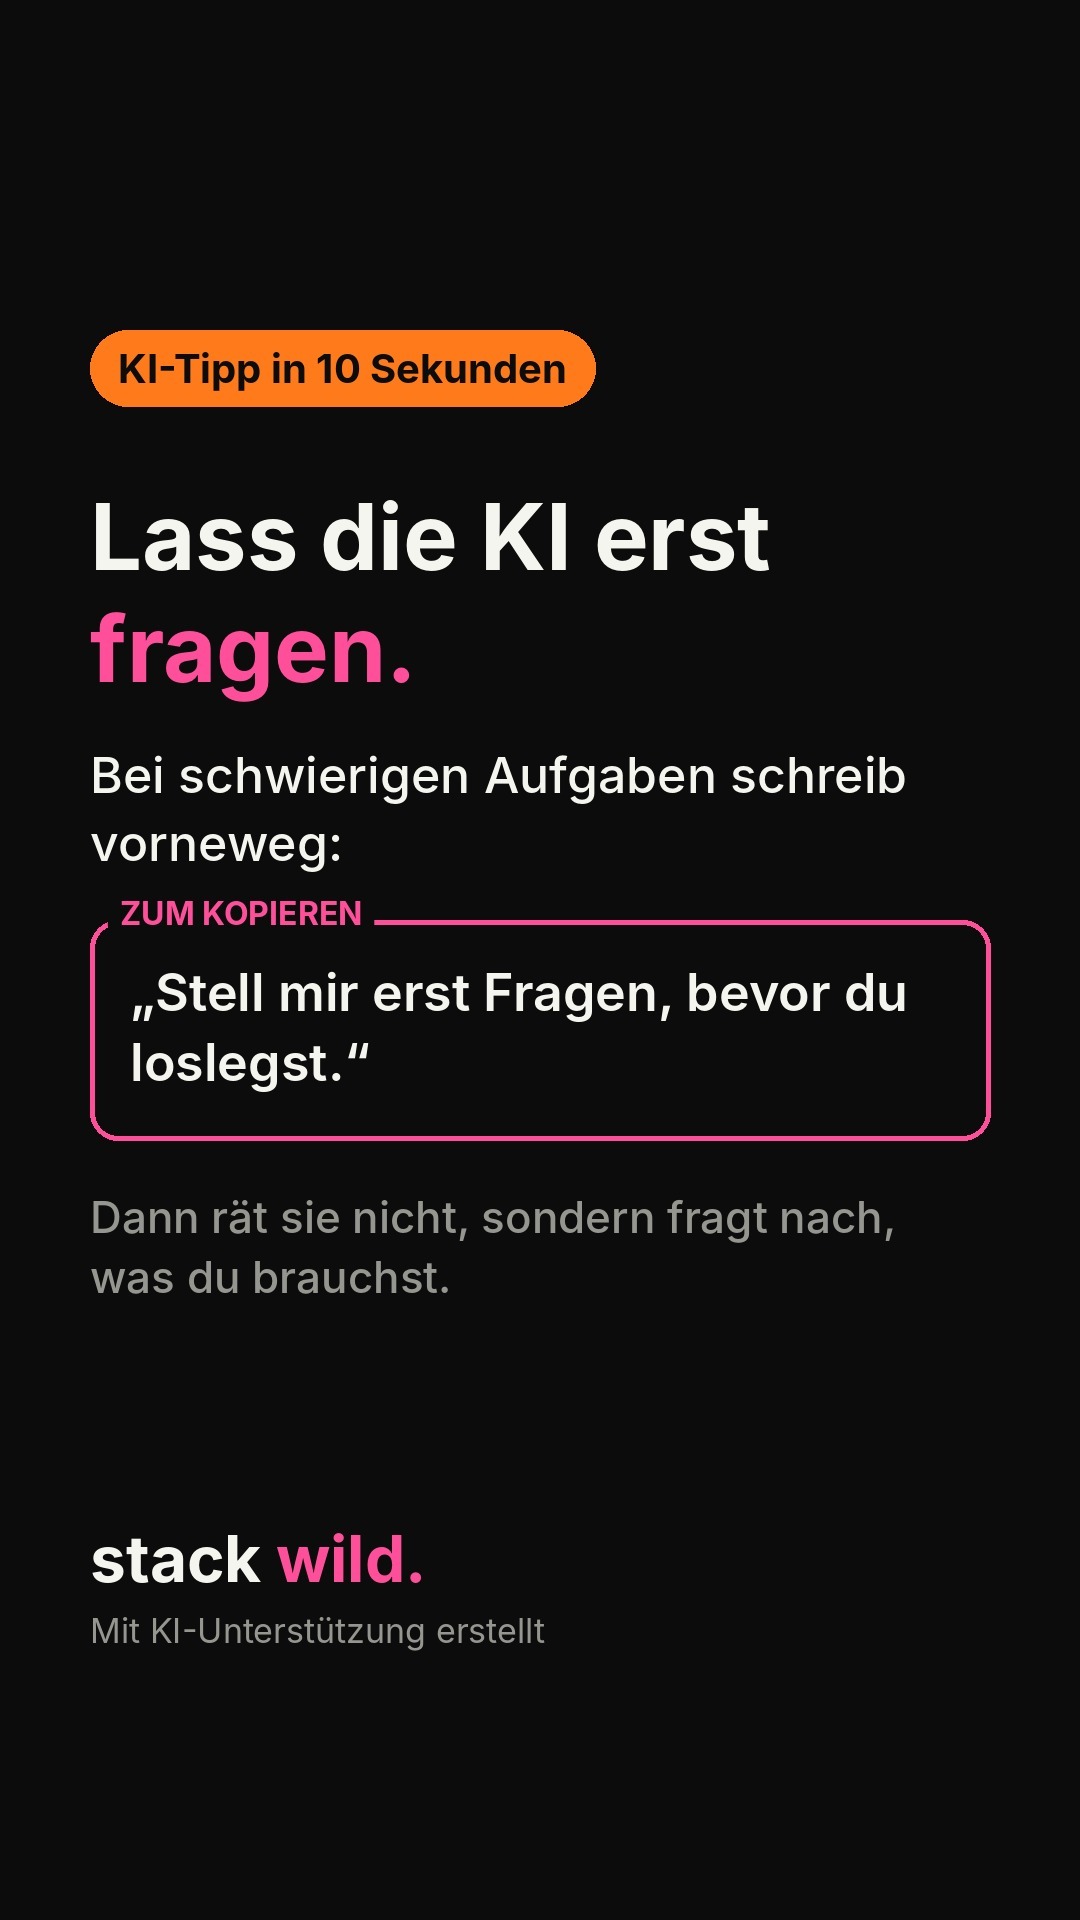 KI-Tipp in 10 Sekunden
Lass die KI erst
fragen.
Bei schwierigen Aufgaben schreib
vorneweg:
ZUM KOPIEREN
„Stell mir erst Fragen, bevor du
loslegst.“
Dann rät sie nicht, sondern fragt nach,
was du brauchst.
stack wild.
Mit KI-Unterstützung erstellt